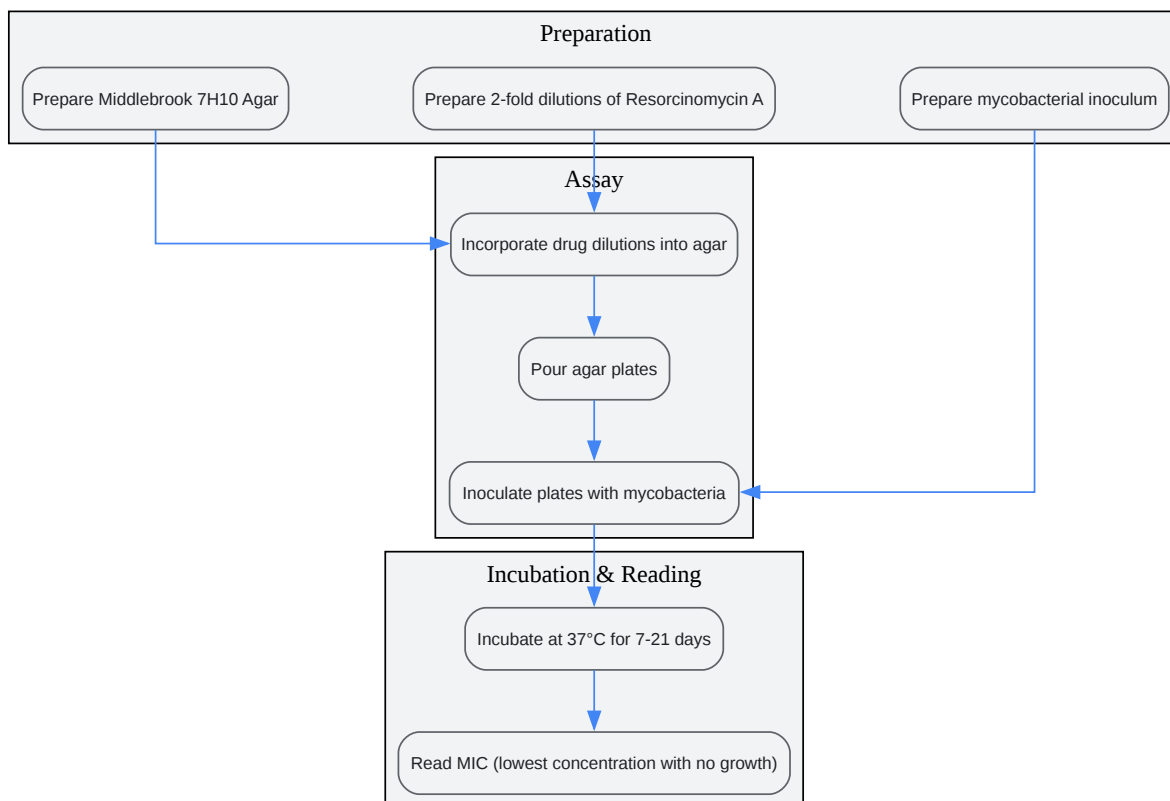 Preparation
Prepare Middlebrook 7H10 Agar
Prepare 2-fold dilutions of Resorcinomycin A
Prepare mycobacterial inoculum
Assay
Incorporate drug dilutions into agar
Pour agar plates
Inoculate plates with mycobacteria
Incubation & Reading
Incubate at 37°C for 7-21 days
Read MIC (lowest concentration with no growth)